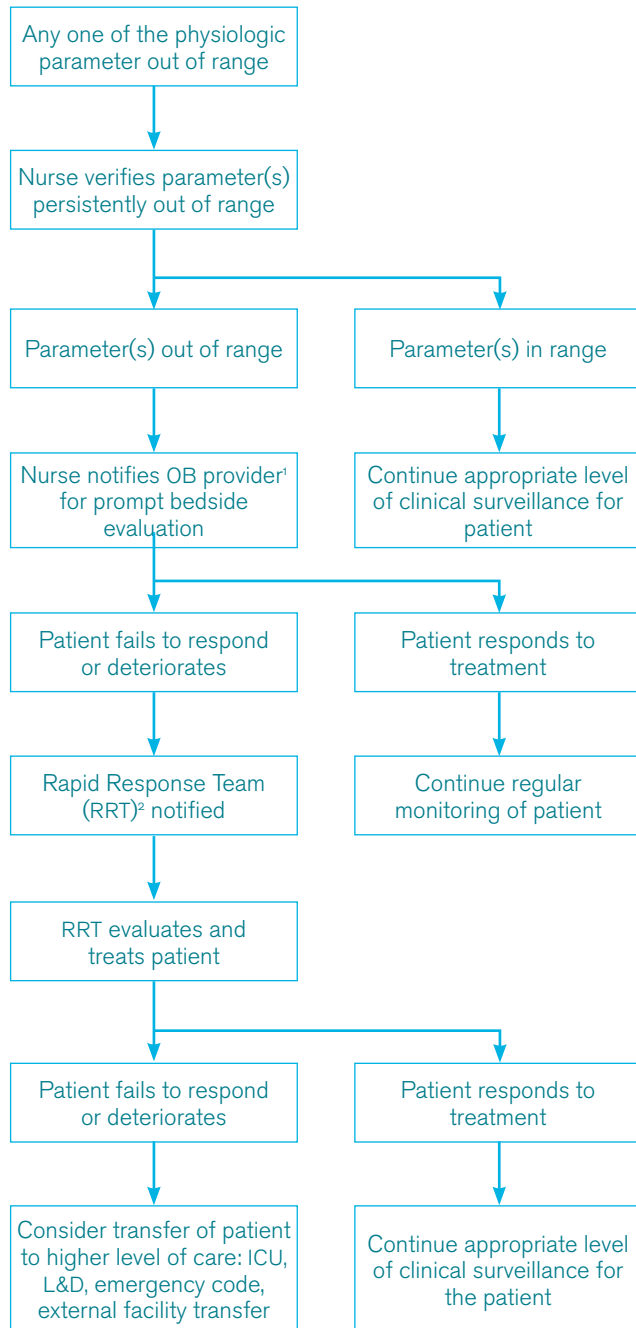 Any one of the physiologic
parameter out of range
Nurse verifies parameter(s)
persistently out of range
Parameter(s) out of range
Parameter(s) in range
Nurse notifies OB provider¹
for prompt bedside
evaluation
Continue appropriate level
of clinical surveillance for
patient
Patient fails to respond
or deteriorates
Patient responds to
treatment
Rapid Response Team
(RRT)² notified
Continue regular
monitoring of patient
RRT evaluates and
treats patient
Patient fails to respond
or deteriorates
Patient responds to
treatment
Consider transfer of patient
to higher level of care: ICU,
L&D, emergency code,
external facility transfer
Continue appropriate level
of clinical surveillance for
the patient